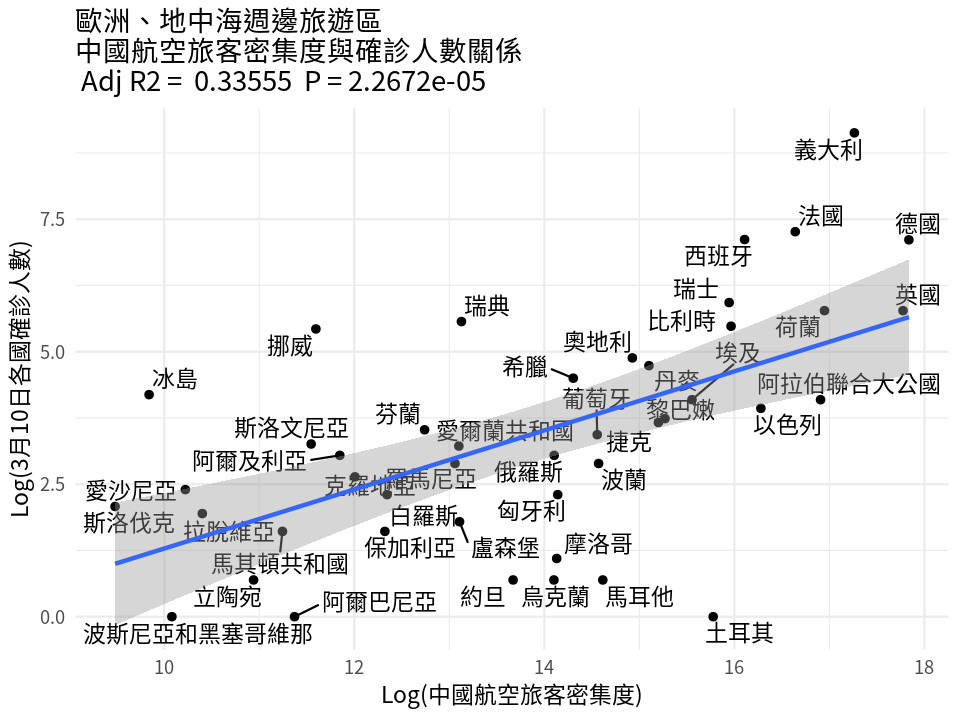 歐洲、地中海週邊旅遊區
中國航空旅客密集度與確診人數關係
Adj R2 = 0.33555 P = 2.2672e-05
義大利
法國
德國
西班牙
瑞士
英國
瑞典
比利時
荷蘭
挪威
奧地利
埃及
希臘
冰島
丹麥
阿拉伯聯合大公國
葡萄牙
黎巴嫩
芬蘭
以色列
斯洛文尼亞
愛爾蘭共和國
捷克
阿爾及利亞
俄羅斯
羅馬尼亞
波蘭
克羅地亞
愛沙尼亞
匈牙利
斯洛伐克
白羅斯
拉脫維亞
摩洛哥
保加利亞
盧森堡
馬其頓共和國
立陶宛
阿爾巴尼亞
約旦
烏克蘭
馬耳他
波斯尼亞和黑塞哥維那
土耳其
7.5
5.0
2.5
0.0
Log(3月10日各國確診人數)
10 12 14 16 18
Log(中國航空旅客密集度)